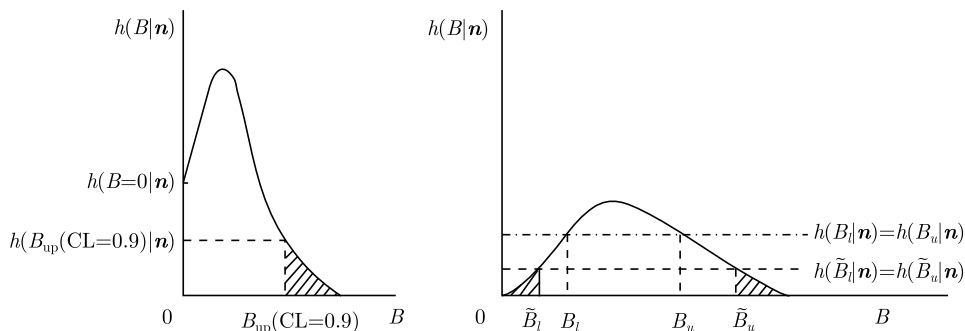 h(B|n)
h(B=0|n)
h(B_up(CL=0.9)|n)
0
B_up(CL=0.9)
B
h(B|n)
h(B_l|n)=h(B_u|n)
h(B̃_l|n)=h(B̃_u|n)
0
B̃_l
B_l
B_u
B̃_u
B